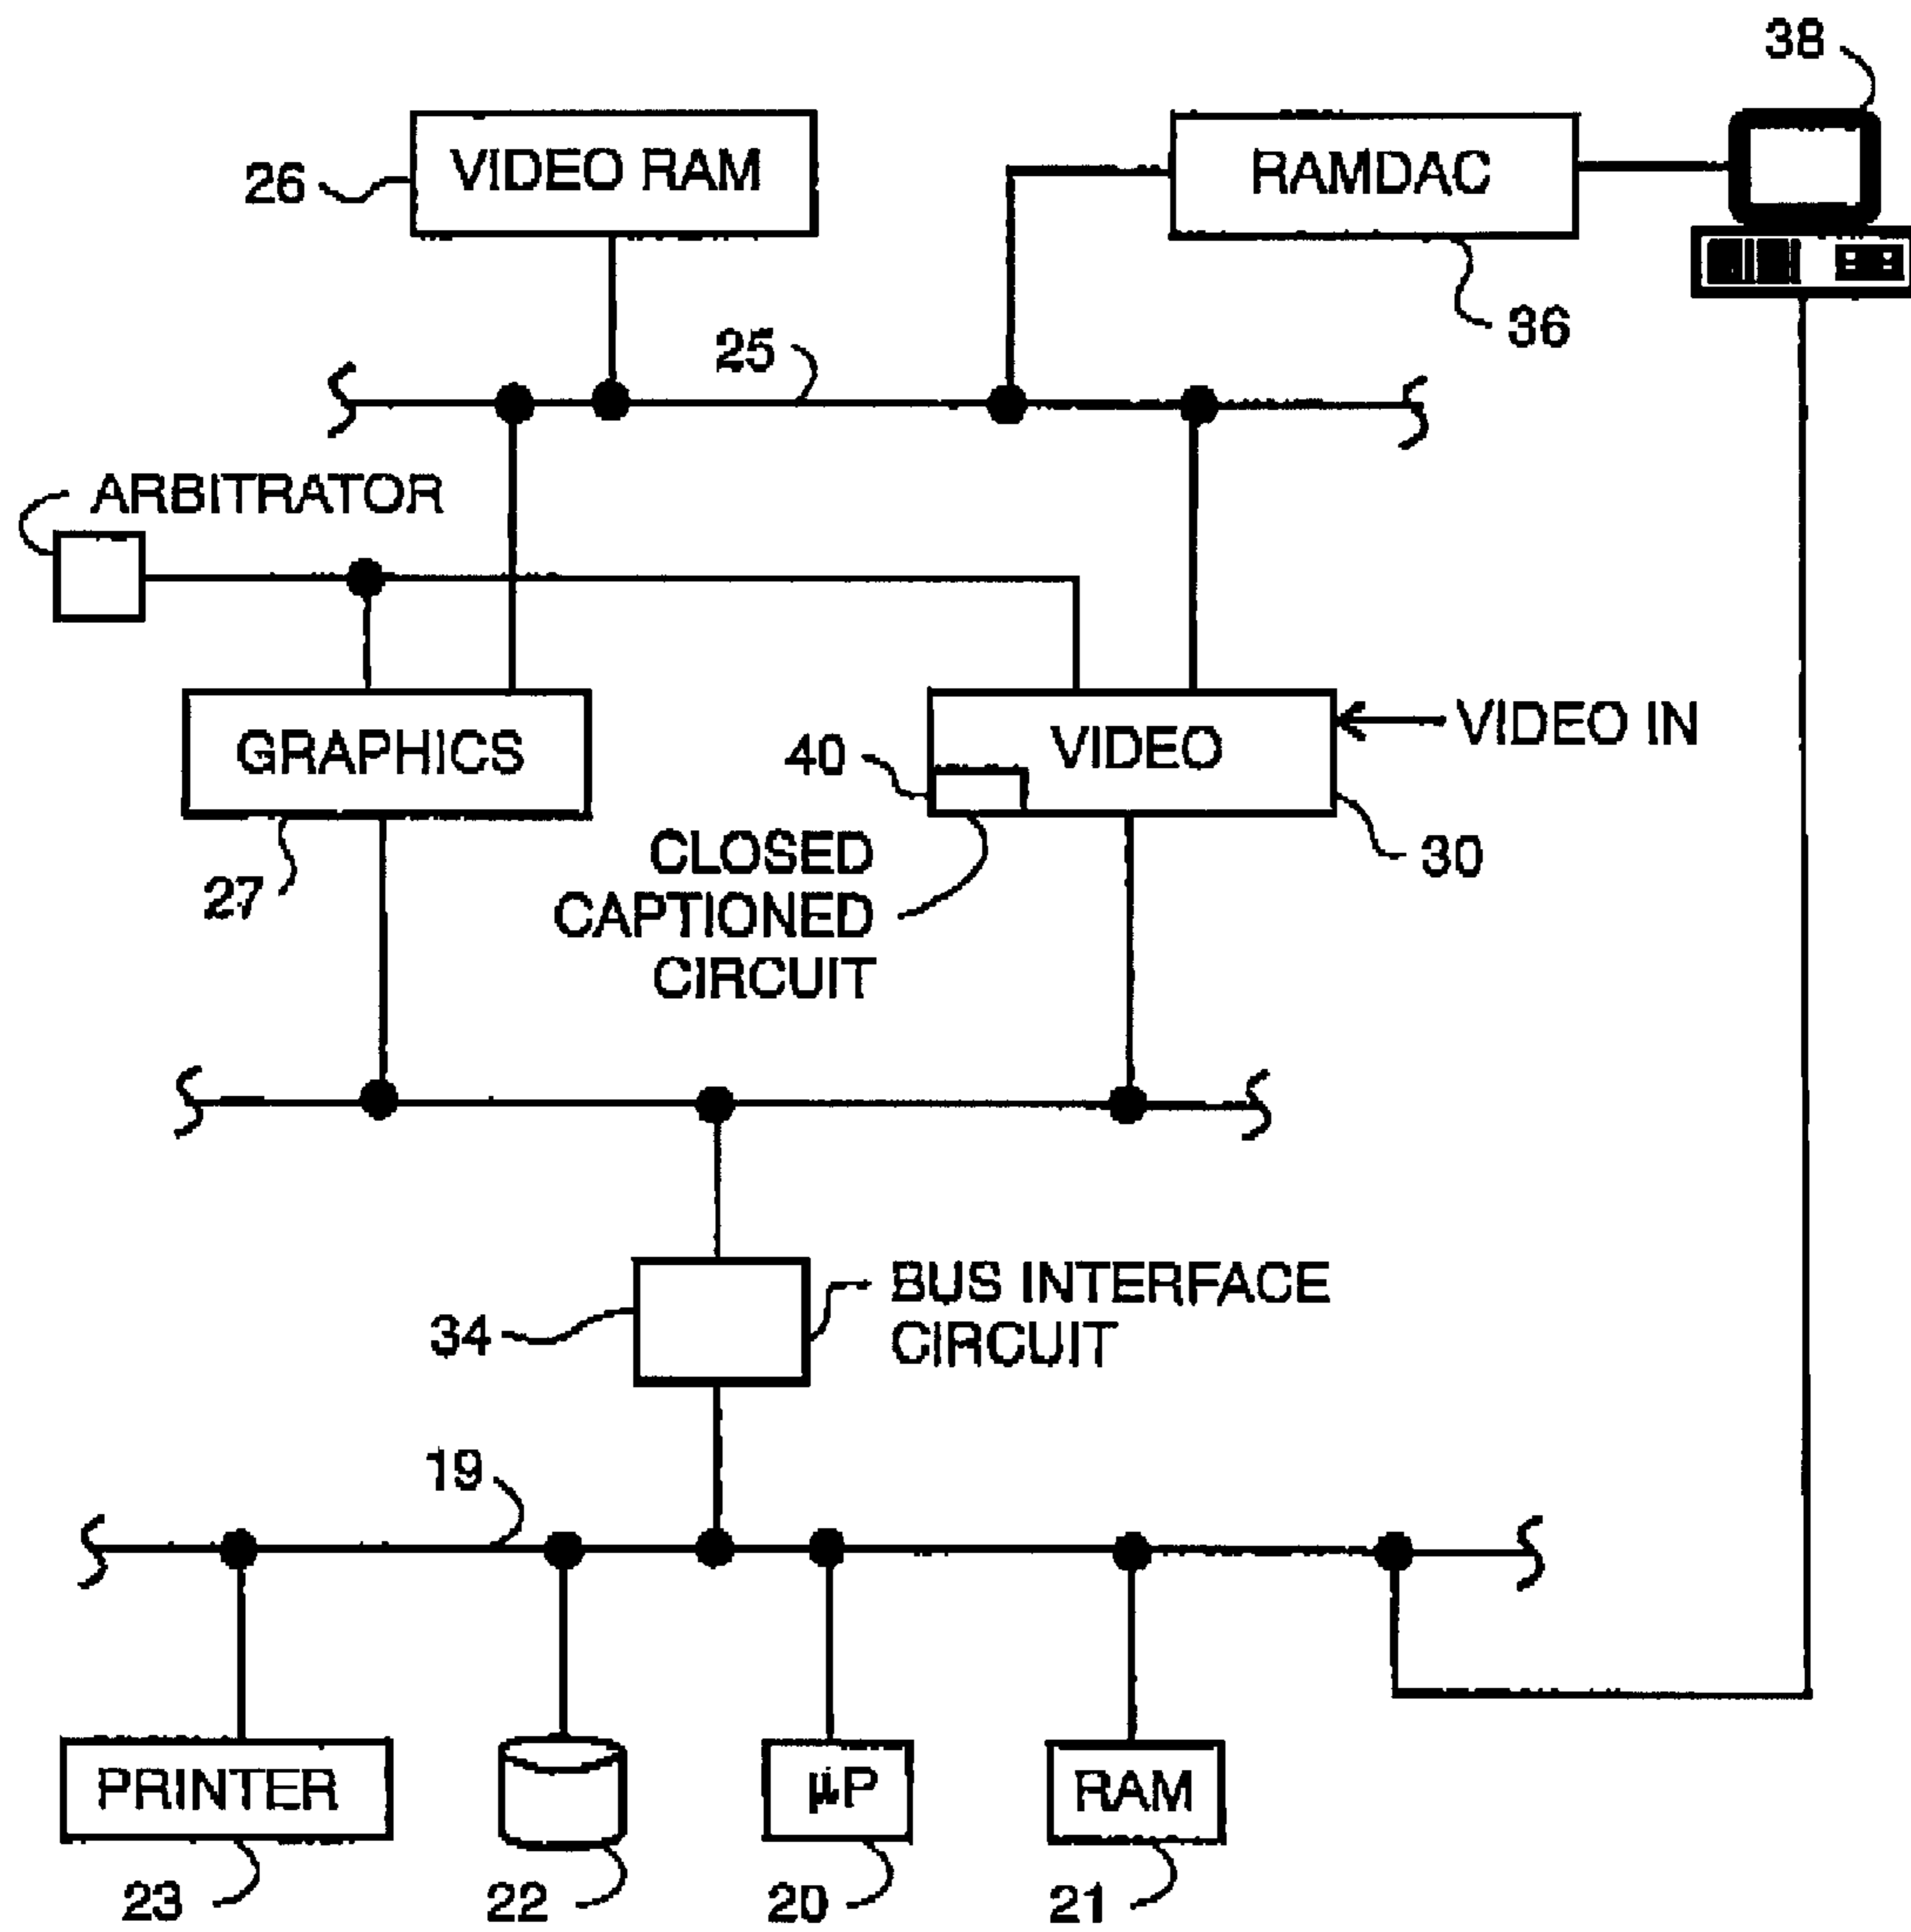 38
VIDEO RAM
RAMDAC
26
36
25
ARBITRATOR
GRAPHICS
VIDEO
VIDEO IN
40
CLOSED
CAPTIONED
CIRCUIT
30
27
BUS INTERFACE
CIRCUIT
34
19
PRINTER
µP
RAM
23
22
20
21